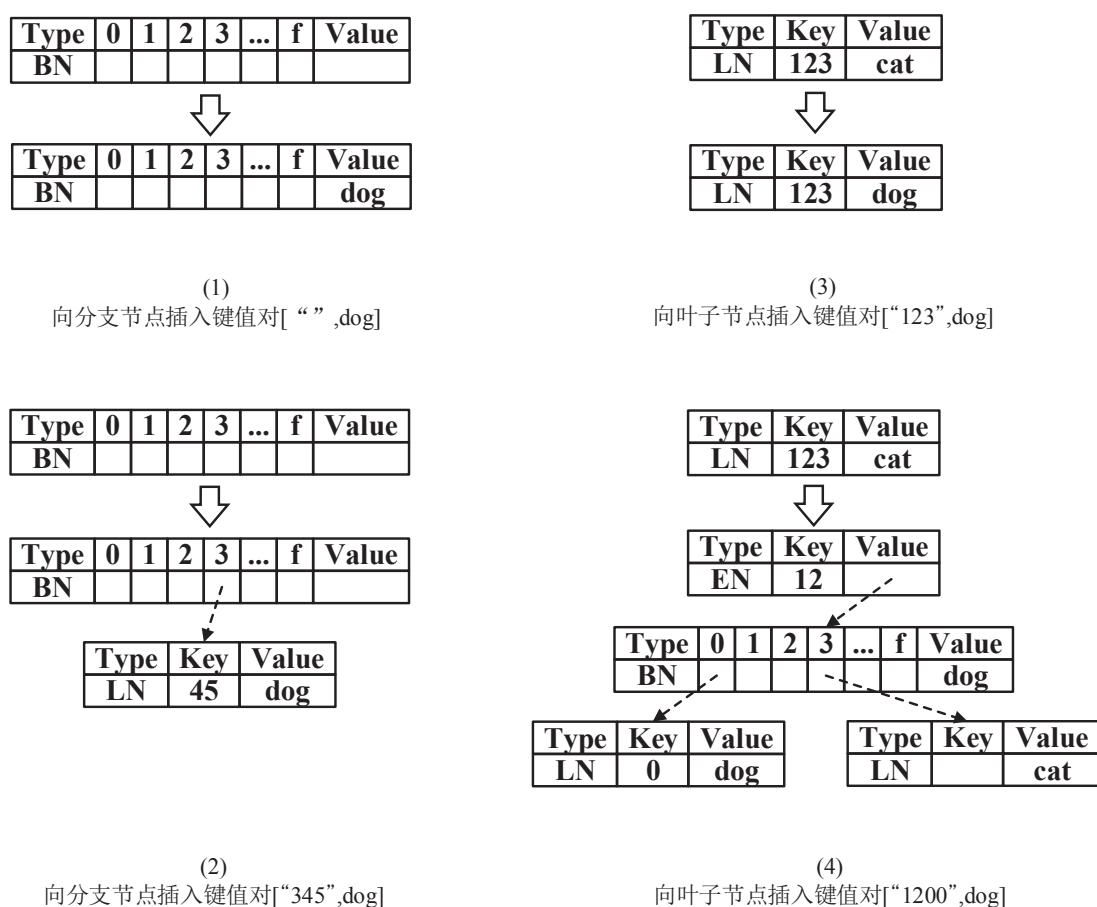 Type 0 1 2 3 ... f Value
BN
Type 0 1 2 3 ... f Value
BN dog
(1)
向分支节点插入键值对[“”,dog]
Type Key Value
LN 123 cat
Type Key Value
LN 123 dog
(3)
向叶子节点插入键值对[“123”,dog]
Type 0 1 2 3 ... f Value
BN
Type 0 1 2 3 ... f Value
BN
Type Key Value
LN 45 dog
(2)
向分支节点插入键值对[“345”,dog]
Type Key Value
LN 123 cat
Type Key Value
EN 12
Type 0 1 2 3 ... f Value
BN dog
Type Key Value
LN 0 dog
Type Key Value
LN cat
(4)
向叶子节点插入键值对[“1200”,dog]